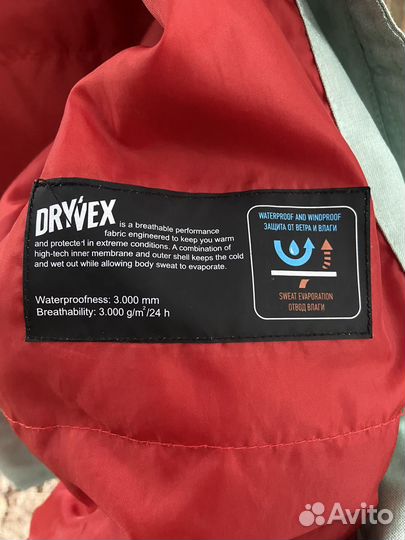 DRYVEX
is a breathable performance
fabric engineered to keep you warm
and protected in extreme conditions. A combination of
high-tech inner membrane and outer shell keeps the cold
and wet out while allowing body sweat to evaporate.
Waterproofness: 3.000 mm
Breathability: 3.000 g/m²/24 h
WATERPROOF AND WINDPROOF
ЗАЩИТА ОТ ВЕТРА И ВЛАГИ
SWEAT EVAPORATION
ОТВОД ВЛАГИ
Avito